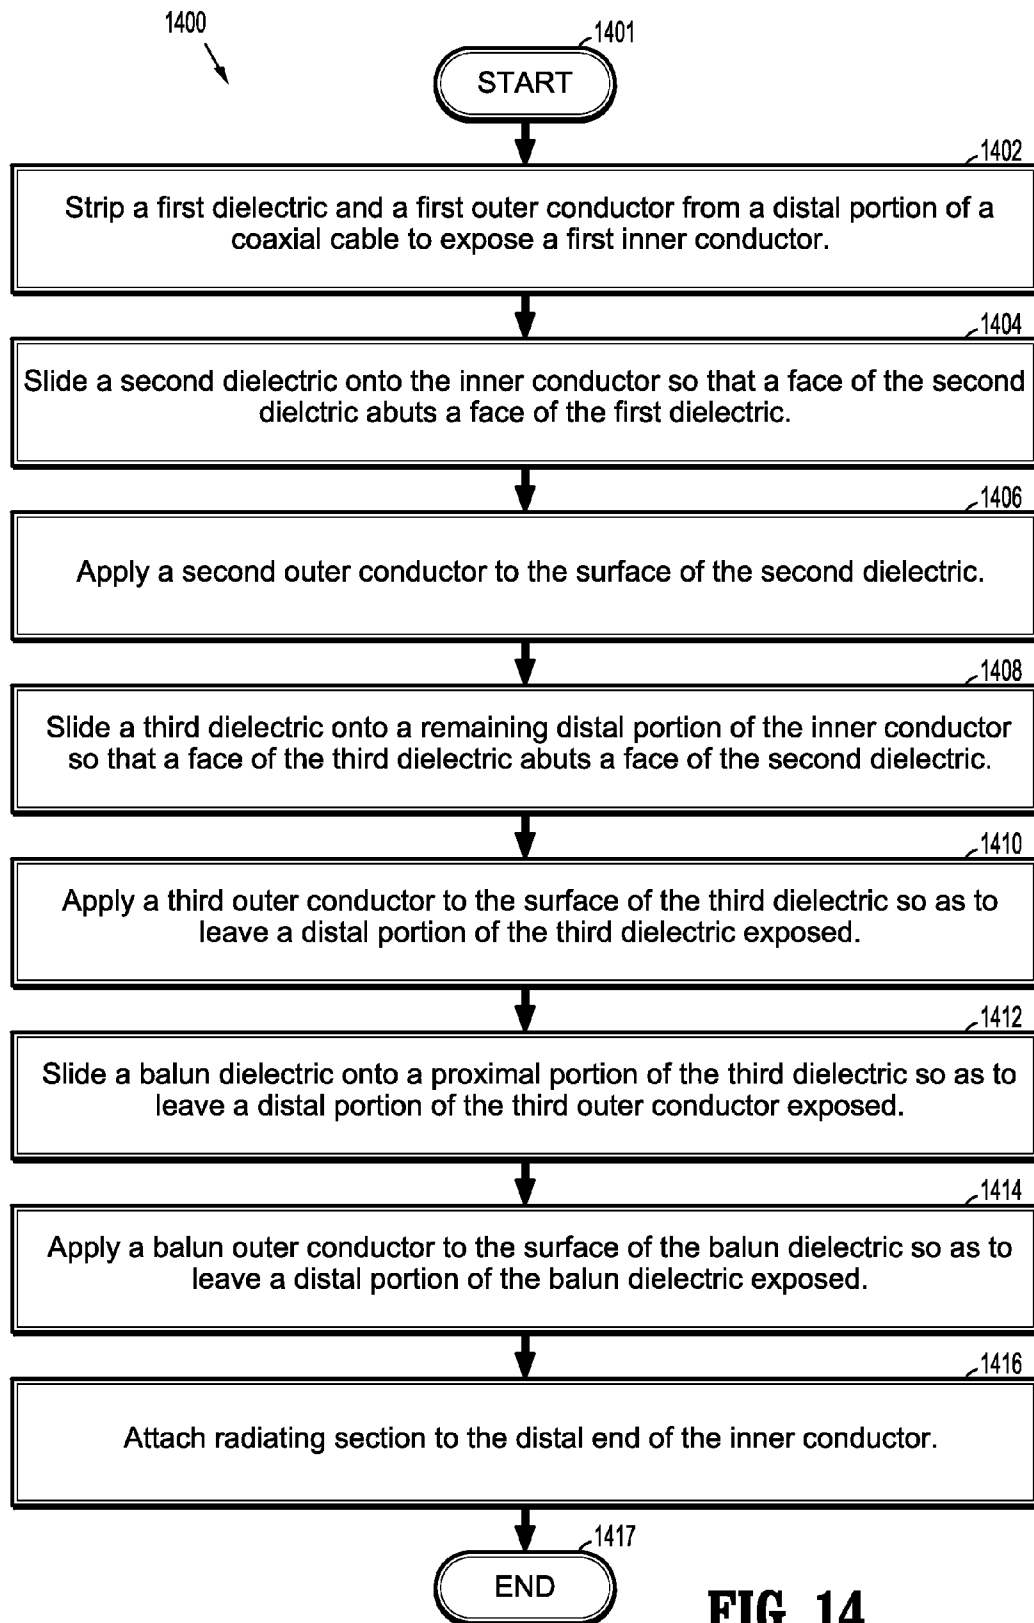 1400
1401
START
1402
Strip a first dielectric and a first outer conductor from a distal portion of a
coaxial cable to expose a first inner conductor.
1404
Slide a second dielectric onto the inner conductor so that a face of the second
dielctric abuts a face of the first dielectric.
1406
Apply a second outer conductor to the surface of the second dielectric.
1408
Slide a third dielectric onto a remaining distal portion of the inner conductor
so that a face of the third dielectric abuts a face of the second dielectric.
1410
Apply a third outer conductor to the surface of the third dielectric so as to
leave a distal portion of the third dielectric exposed.
1412
Slide a balun dielectric onto a proximal portion of the third dielectric so as to
leave a distal portion of the third outer conductor exposed.
1414
Apply a balun outer conductor to the surface of the balun dielectric so as to
leave a distal portion of the balun dielectric exposed.
1416
Attach radiating section to the distal end of the inner conductor.
1417
END
FIG. 14